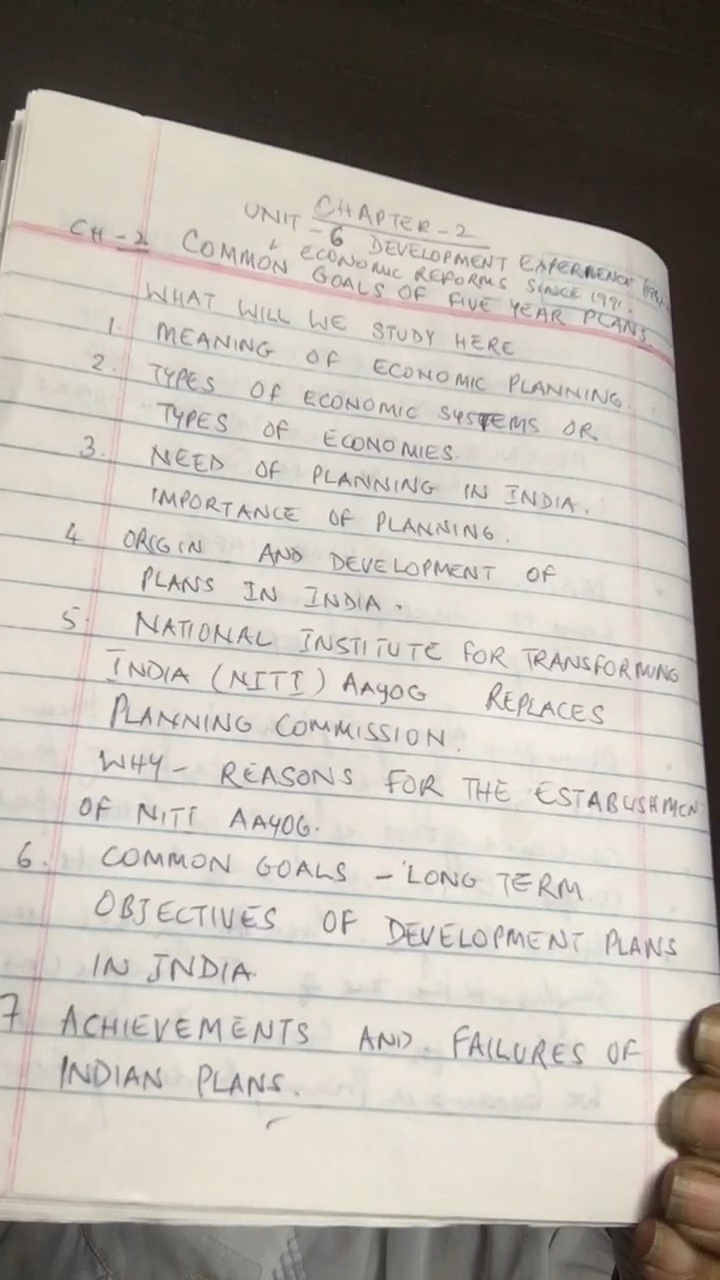 CHAPTER-2
UNIT-6 DEVELOPMENT EXPERIENCE
& ECONOMIC REFORMS SINCE 1991.
CH-2 COMMON GOALS OF FIVE YEAR PLANS
WHAT WILL WE STUDY HERE
1. MEANING OF ECONOMIC PLANNING.
2. TYPES OF ECONOMIC SYSTEMS OR
TYPES OF ECONOMIES.
3. NEED OF PLANNING IN INDIA.
IMPORTANCE OF PLANNING.
4 ORIGIN AND DEVELOPMENT OF
PLANS IN INDIA.
5. NATIONAL INSTITUTE FOR TRANSFORMING
INDIA (NITI) AAYOG REPLACES
PLANNING COMMISSION.
WHY - REASONS FOR THE ESTABLISHMEN
OF NITI AAYOG.
6. COMMON GOALS - LONG TERM
OBJECTIVES OF DEVELOPMENT PLANS
IN INDIA
7 ACHIEVEMENTS AND FAILURES OF
INDIAN PLANS.